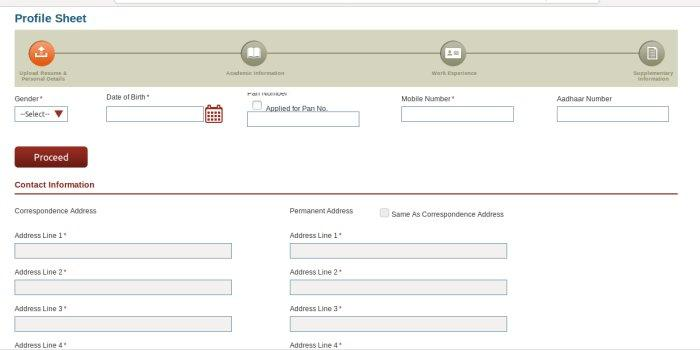 Profile Sheet
Upload Resume &
Personal Details
Academic Information
Work Experience
Supplementary
Information
Gender*
Date of Birth*
Pan Number
Mobile Number*
Aadhaar Number
--Select--
Applied for Pan No.
Proceed
Contact Information
Correspondence Address
Permanent Address
Same As Correspondence Address
Address Line 1*
Address Line 1*
Address Line 2*
Address Line 2*
Address Line 3*
Address Line 3*
Address Line 4*
Address Line 4*